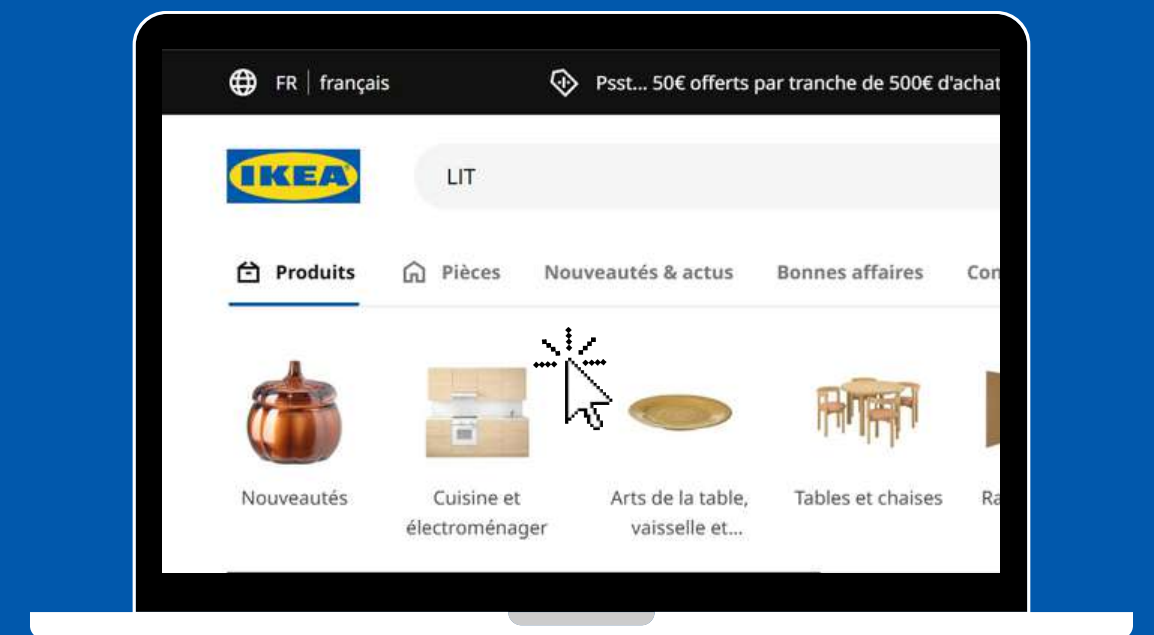 FR | français
Psst... 50€ offerts par tranche de 500€ d'achat
IKEA
LIT
Produits
Pièces
Nouveautés & actus
Bonnes affaires
Nouveautés
Cuisine et
électroménager
Arts de la table,
vaisselle et...
Tables et chaises